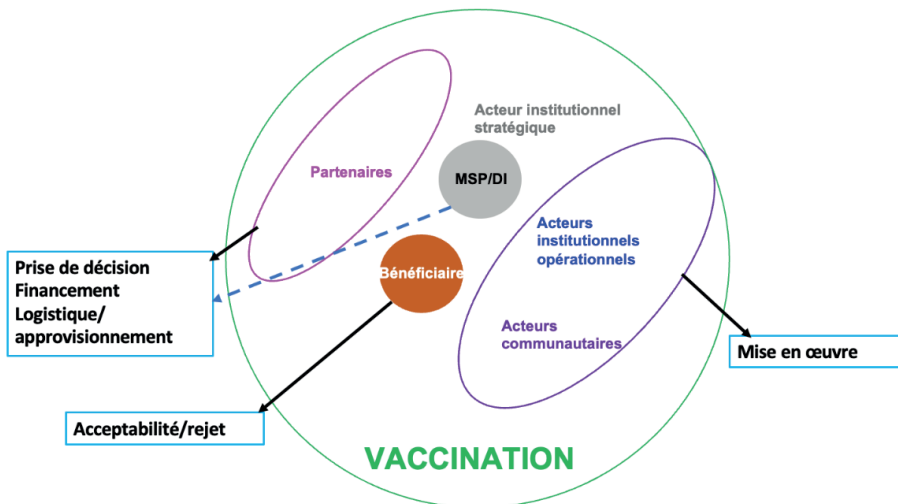 Acteur institutionnel
stratégique
Partenaires
MSP/DI
Acteurs
institutionnels
opérationnels
Bénéficiaire
Prise de décision
Financement
Logistique/
approvisionnement
Acteurs
communautaires
Mise en œuvre
Acceptabilité/rejet
VACCINATION